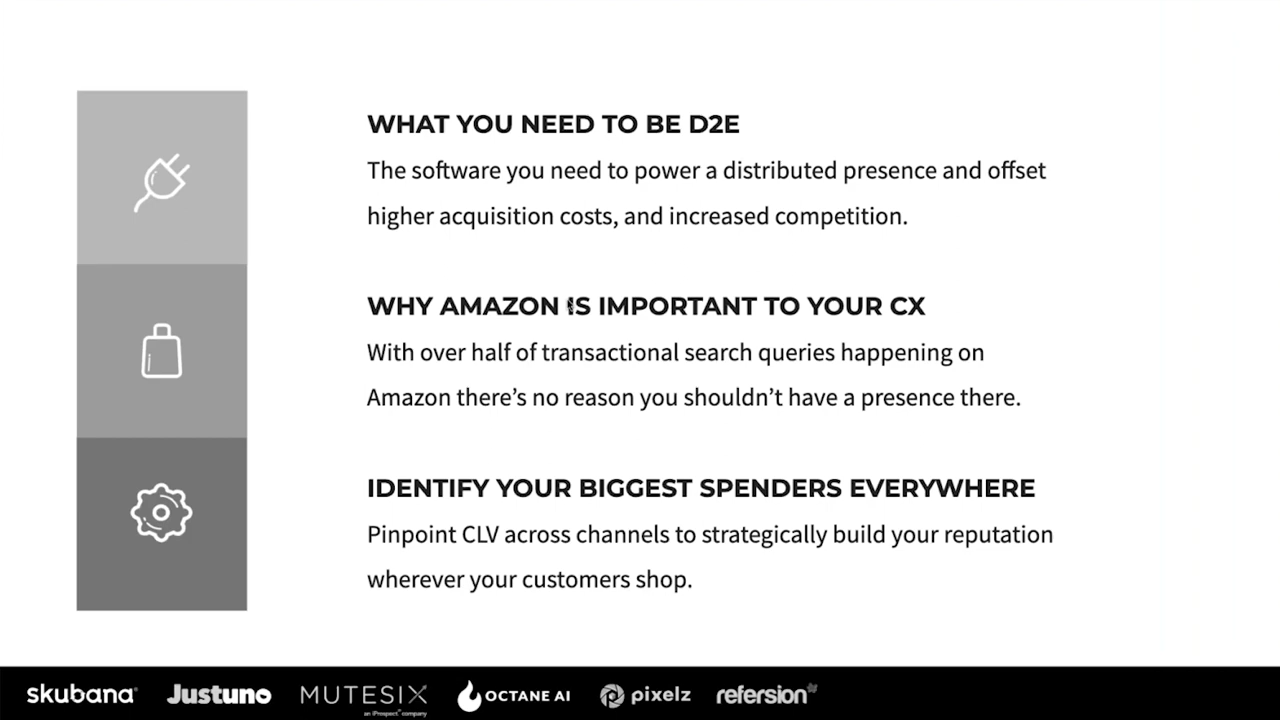 WHAT YOU NEED TO BE D2E
The software you need to power a distributed presence and offset
higher acquisition costs, and increased competition.
WHY AMAZON IS IMPORTANT TO YOUR CX
With over half of transactional search queries happening on
Amazon there’s no reason you shouldn’t have a presence there.
IDENTIFY YOUR BIGGEST SPENDERS EVERYWHERE
Pinpoint CLV across channels to strategically build your reputation
wherever your customers shop.
skubana Justuno MUTESIX OCTANE AI pixelz refersion
an iProspect company